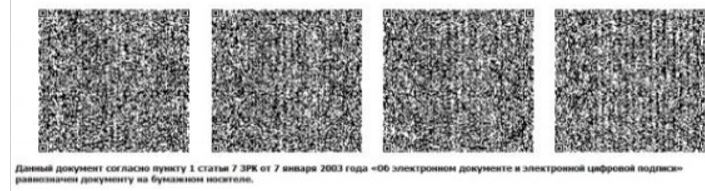 Данный документ согласно пункту 1 статьи 7 ЗРК от 7 января 2003 года «Об электронном документе и электронной цифровой подписи»
равнозначен документу на бумажном носителе.